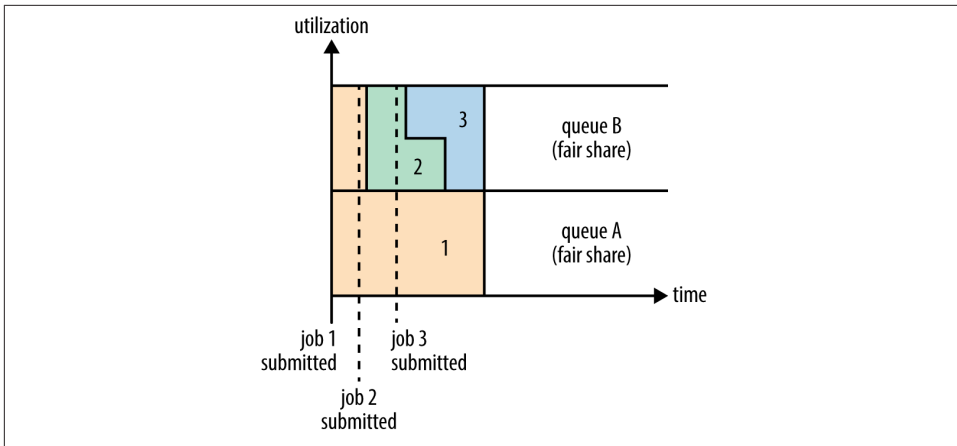 utilization
3
queue B
(fair share)
2
1
queue A
(fair share)
time
job 1
submitted
job 3
submitted
job 2
submitted